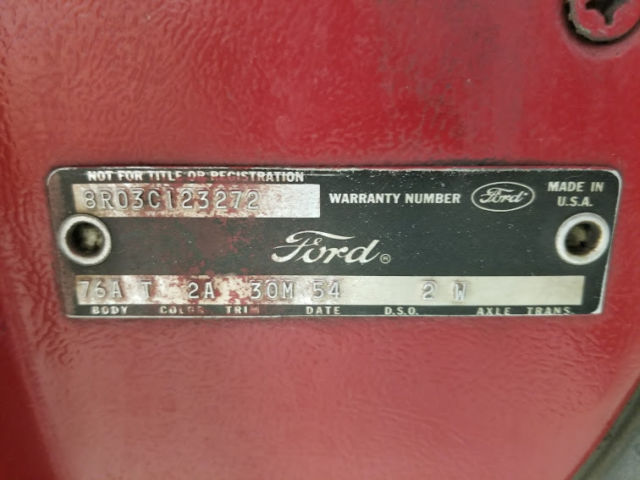 NOT FOR TITLE OR REGISTRATION
8R03C123272 WARRANTY NUMBER Ford MADE IN U.S.A.
Ford®
76A T 2A 30M 54 2 W
BODY COLOR TRIM DATE D.S.O. AXLE TRANS.